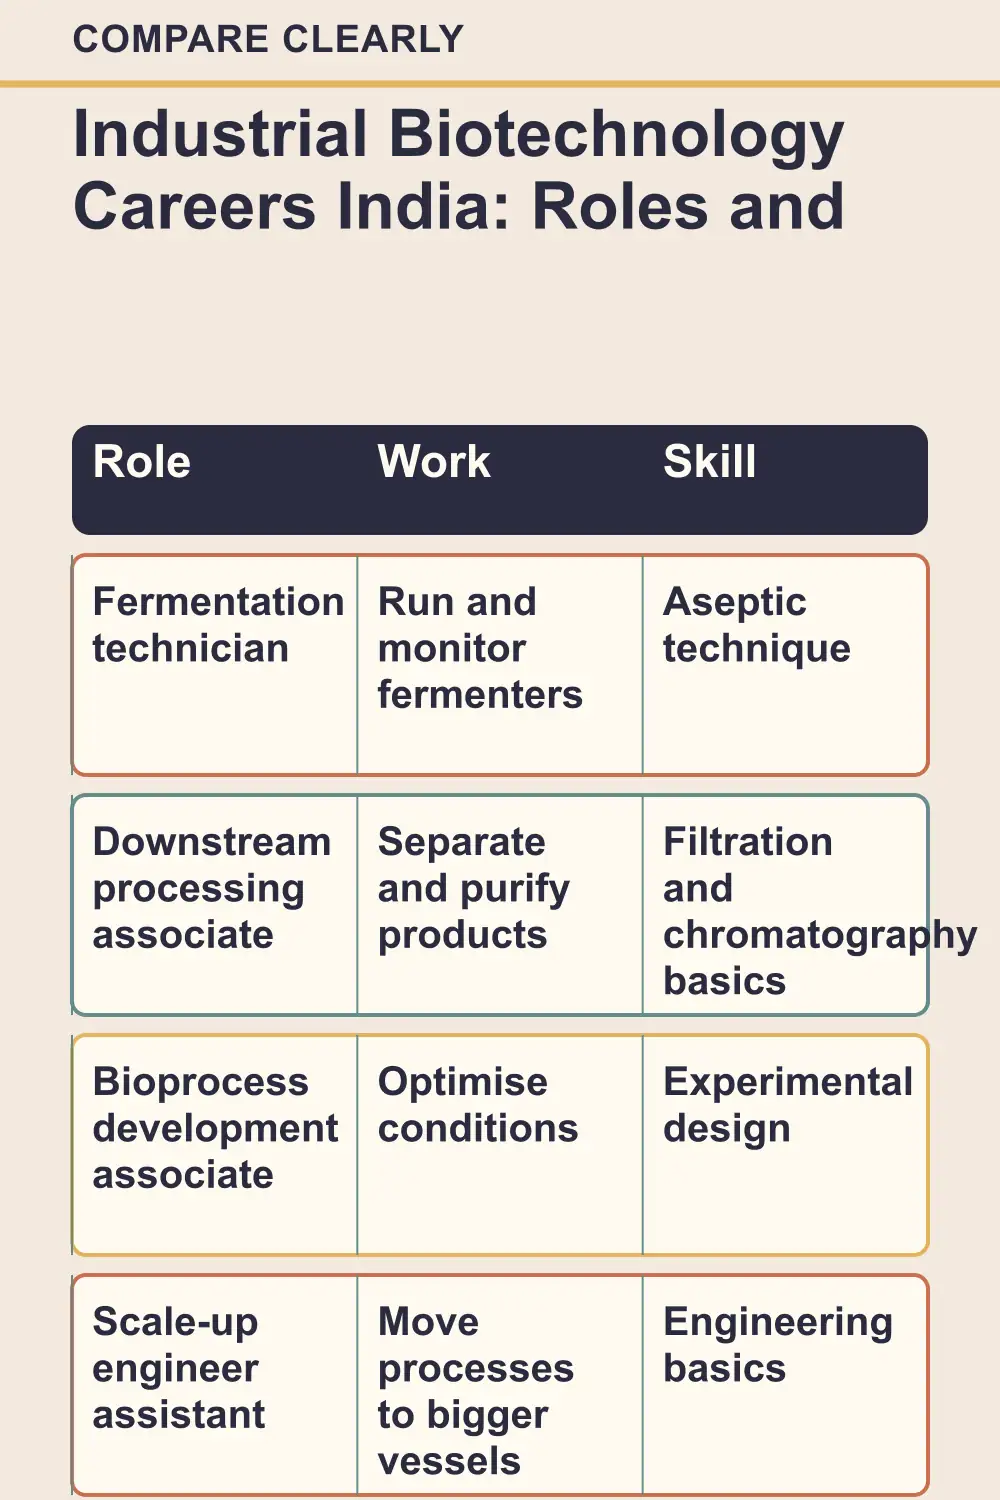 COMPARE CLEARLY
Industrial Biotechnology
Careers India: Roles and
Role Work Skill
Fermentation
technician
Run and
monitor
fermenters
Aseptic
technique
Downstream
processing
associate
Separate
and purify
products
Filtration
and
chromatography
basics
Bioprocess
development
associate
Optimise
conditions
Experimental
design
Scale-up
engineer
assistant
Move
processes
to bigger
vessels
Engineering
basics